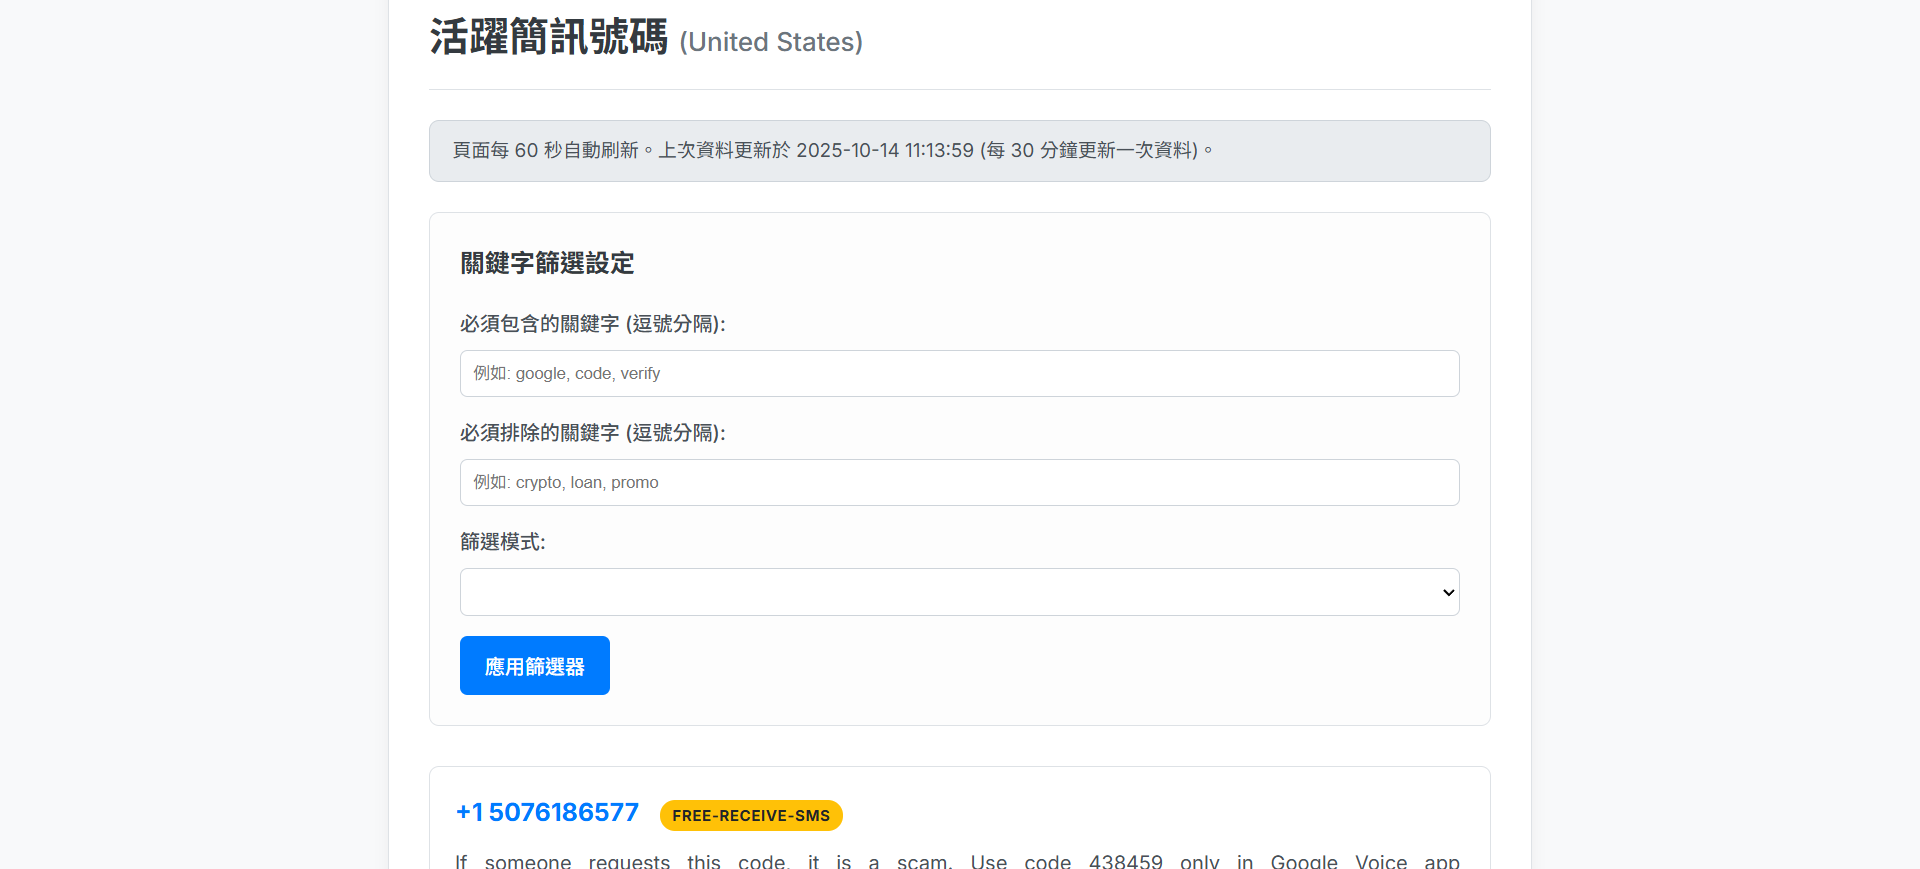 活躍簡訊號碼 (United States)
頁面每 60 秒自動刷新。上次資料更新於 2025-10-14 11:13:59 (每 30 分鐘更新一次資料)。
關鍵字篩選設定
必須包含的關鍵字 (逗號分隔):
例如: google, code, verify
必須排除的關鍵字 (逗號分隔):
例如: crypto, loan, promo
篩選模式:
應用篩選器
+1 5076186577 FREE-RECEIVE-SMS
If someone requests this code, it is a scam. Use code 438459 only in Google Voice app